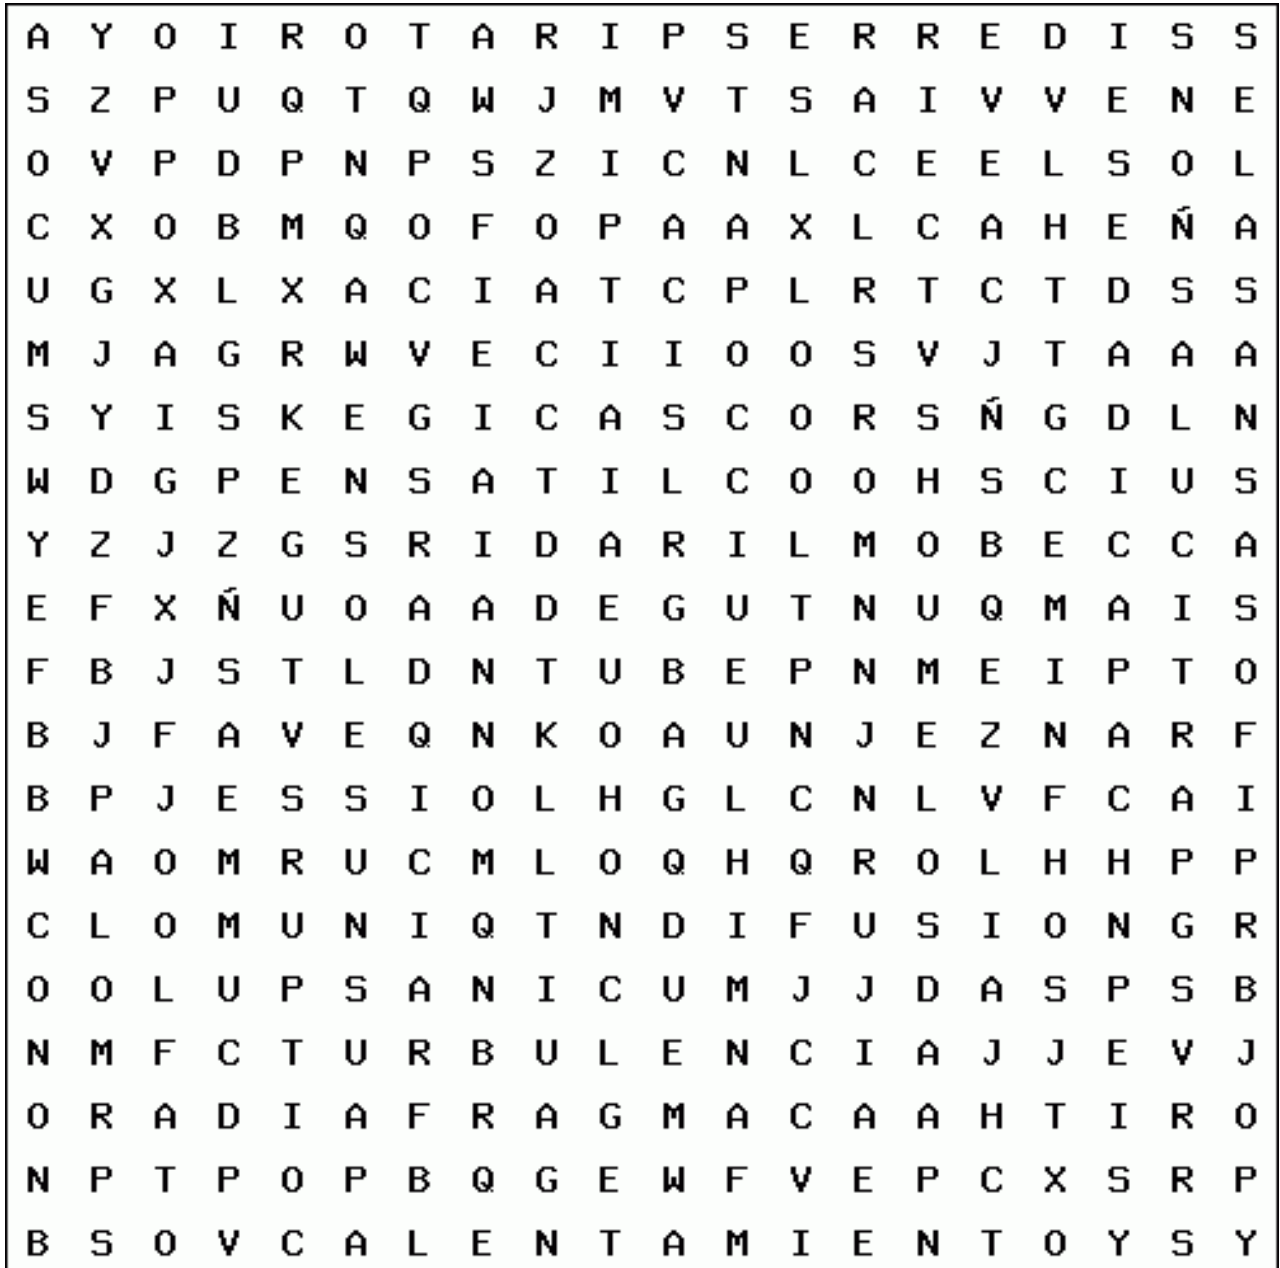 A Y O I R O T A R I P S E R R E D I S S
S Z P U Q T Q W J M V T S A I V V E N E
O V P D P N P S Z I C N L C E E L S O L
C X O B M Q O F O P A A X L C A H E Ñ A
U G X L X A C I A T C P L R T C T D S S
M J A G R W V E C I I O O S V J T A A A
S Y I S K E G I C A S C O R S Ñ G D L N
W D G P E N S A T I L C O O H S C I U S
Y Z J Z G S R I D A R I L M O B E C C A
E F X Ñ U O A A D E G U T N U Q M A I S
F B J S T L D N T U B E P N M E I P T O
B J F A V E Q N K O A U N J E Z N A R F
B P J E S S I O L H G L C N L V F C A I
W A O M R U C M L O Q H Q R O L H H P P
C L O M U N I Q T N D I F U S I O N G R
O O L U P S A N I C U M J J D A S P S B
N M F C T U R B U L E N C I A J J E V J
O R A D I A F R A G M A C A A H T I R O
N P T P O P B Q G E W F V E P C X S R P
B S O V C A L E N T A M I E N T O Y S Y